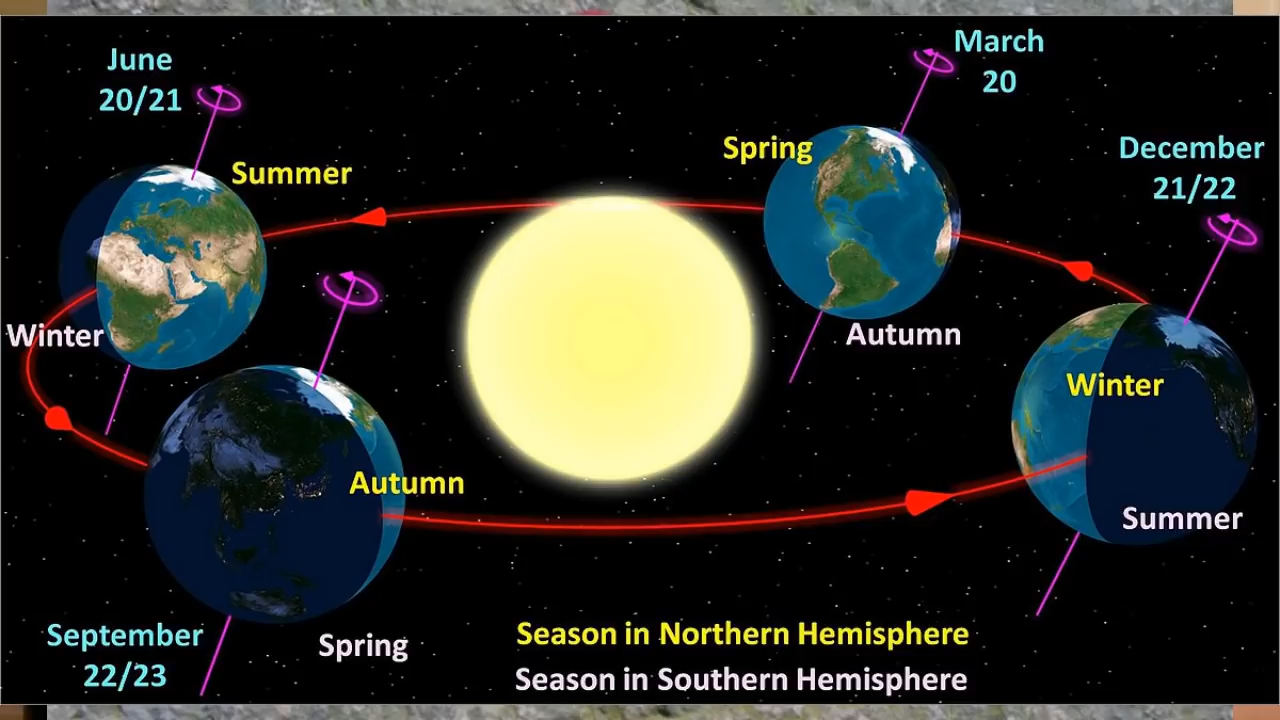 June
20/21
Summer
Winter
March
20
Spring
Autumn
December
21/22
Winter
Summer
Autumn
September
22/23
Spring
Season in Northern Hemisphere
Season in Southern Hemisphere